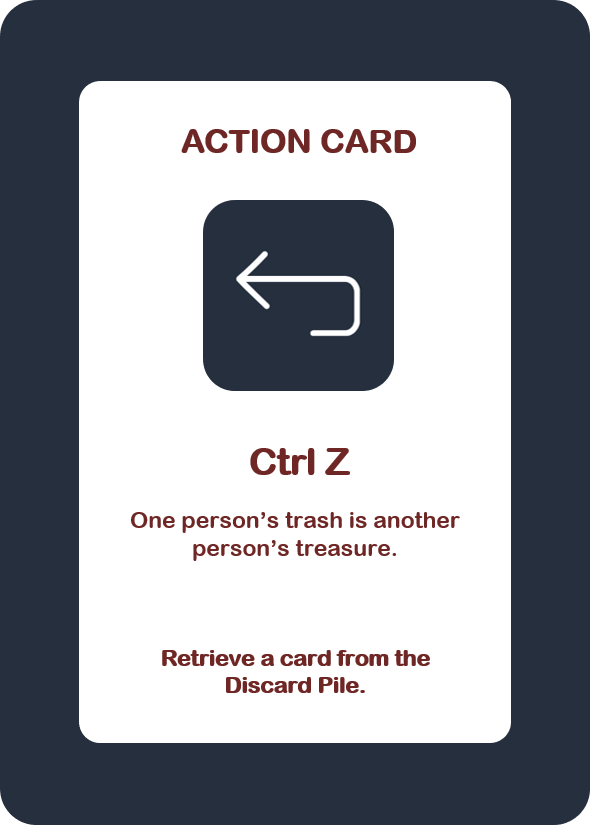 ACTION CARD
Ctrl Z
One person’s trash is another
person’s treasure.
Retrieve a card from the
Discard Pile.